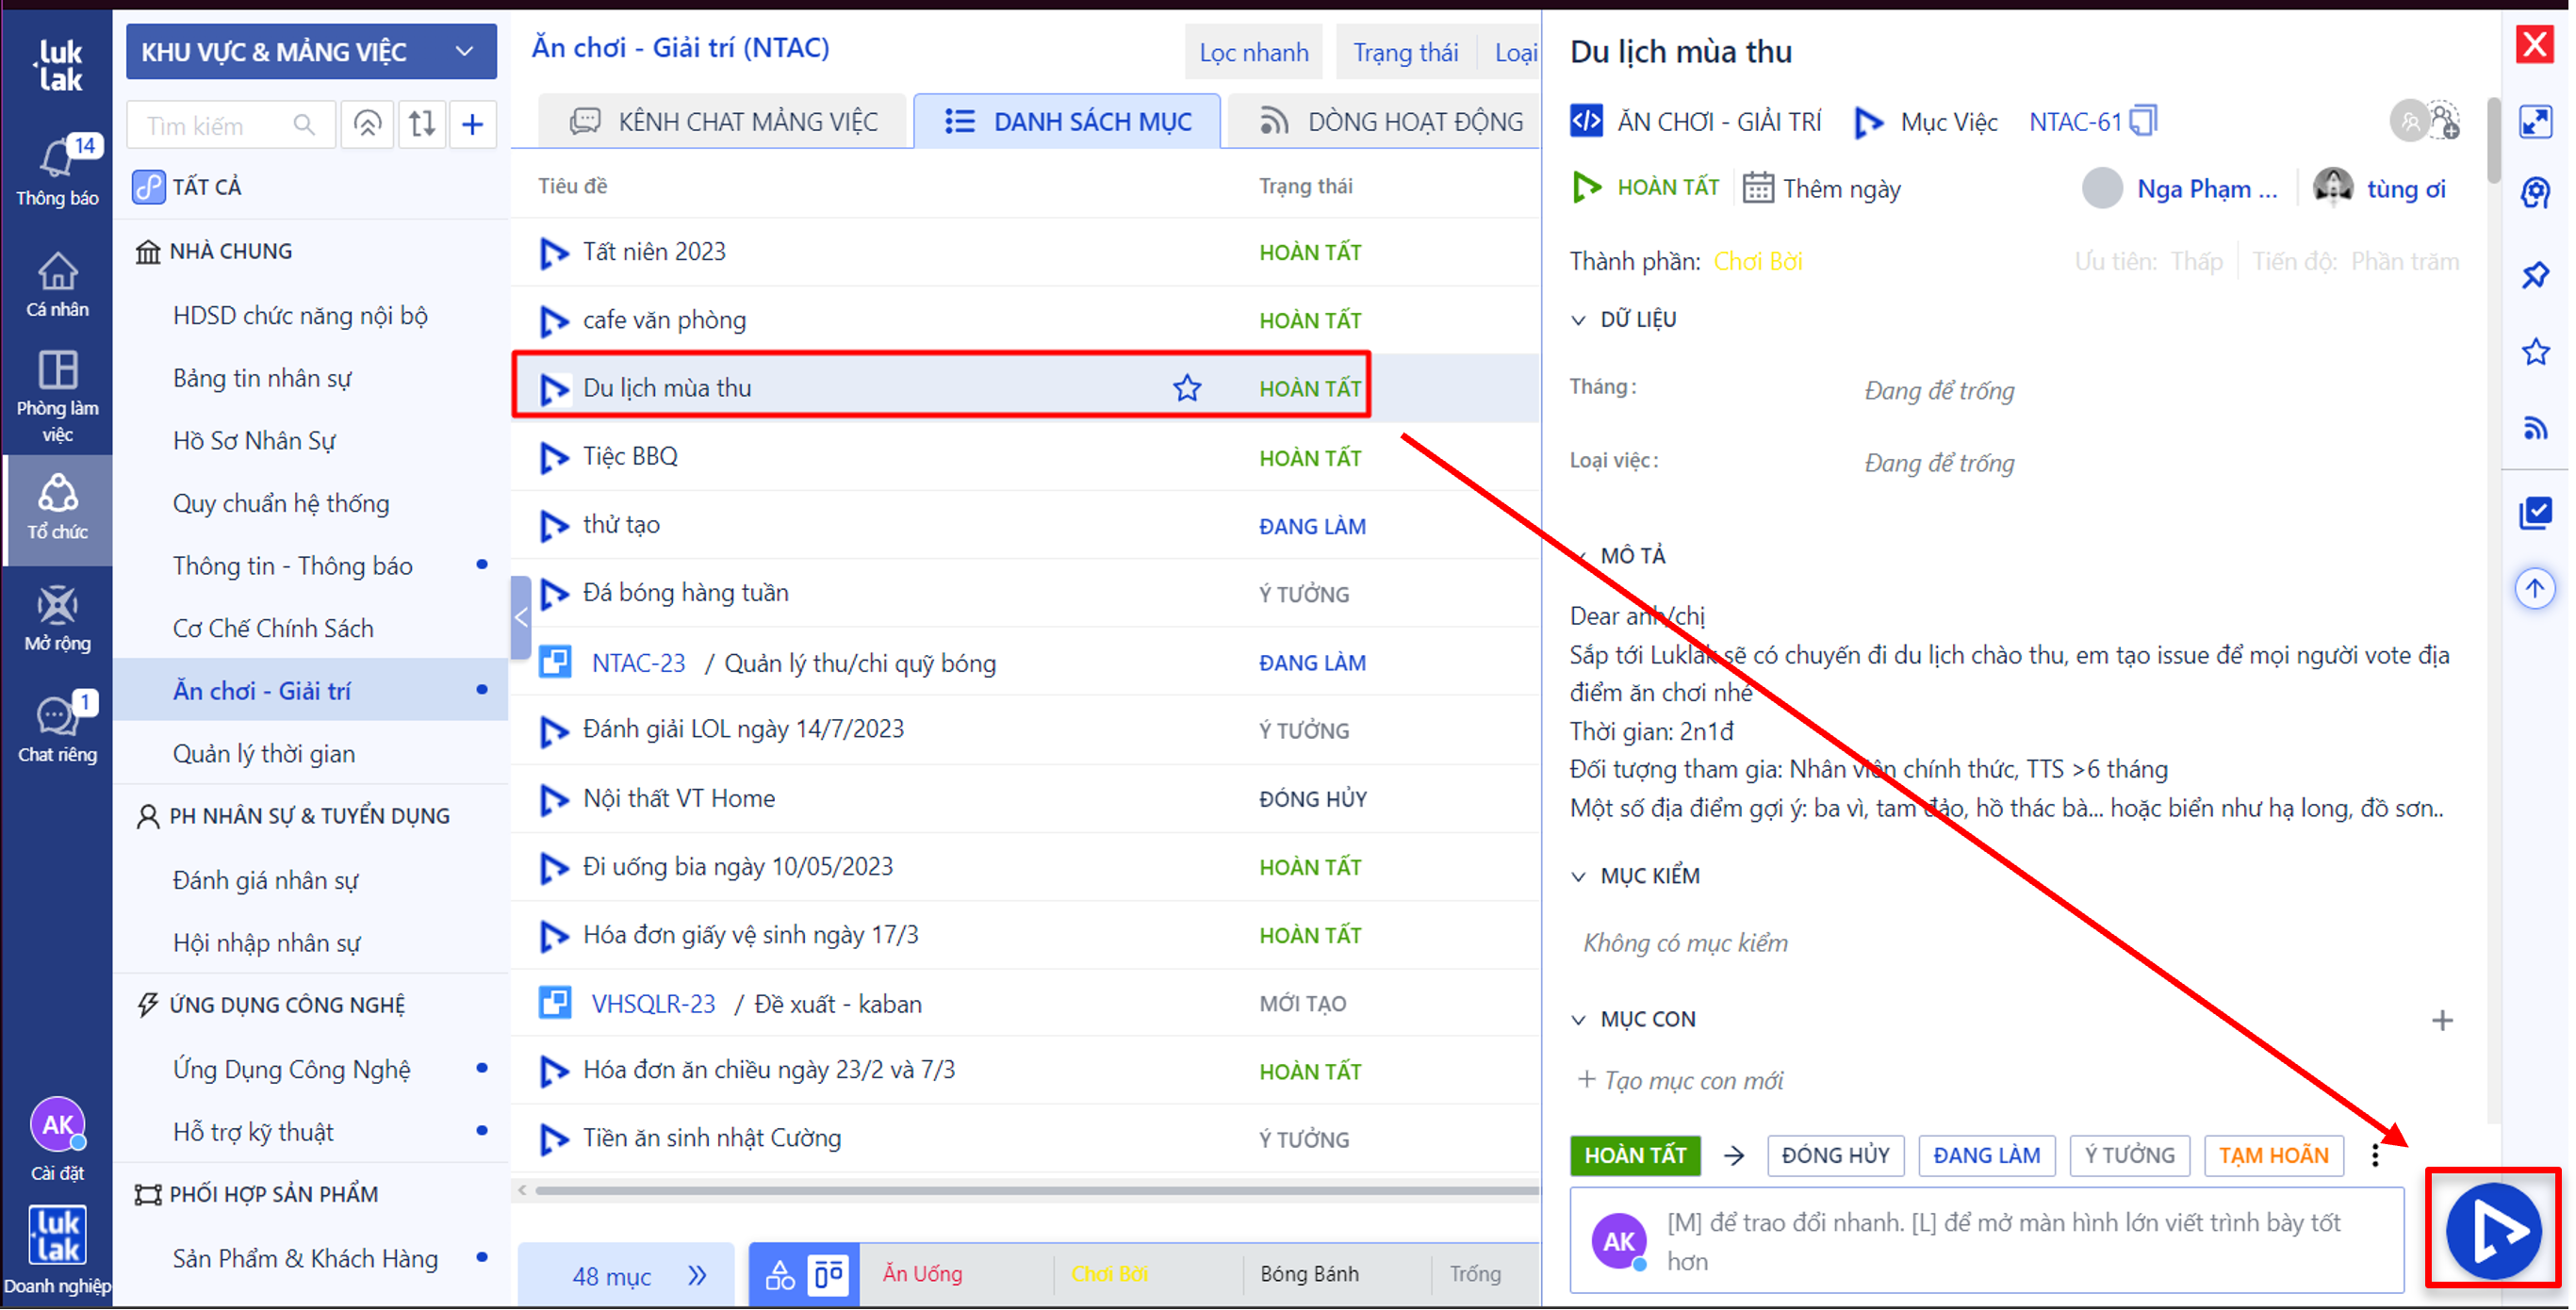 luk
lak
14
Thông báo
Cá nhân
Phòng làm
việc
Tổ chức
Mở rộng
1
Chat riêng
AK
Cài đặt
luk
lak
Doanh nghiệp
KHU VỰC & MẢNG VIỆC
Tìm kiếm
TẤT CẢ
NHÀ CHUNG
HDSD chức năng nội bộ
Bảng tin nhân sự
Hồ Sơ Nhân Sự
Quy chuẩn hệ thống
Thông tin - Thông báo
Cơ Chế Chính Sách
Ăn chơi - Giải trí
Quản lý thời gian
PH NHÂN SỰ & TUYỂN DỤNG
Đánh giá nhân sự
Hội nhập nhân sự
ỨNG DỤNG CÔNG NGHỆ
Ứng Dụng Công Nghệ
Hỗ trợ kỹ thuật
PHỐI HỢP SẢN PHẨM
Sản Phẩm & Khách Hàng
Ăn chơi - Giải trí (NTAC)
Lọc nhanh
Trạng thái
Loại
KÊNH CHAT MẢNG VIỆC
DANH SÁCH MỤC
DÒNG HOẠT ĐỘNG
Tiêu đề Trạng thái
Tất niên 2023 HOÀN TẤT
cafe văn phòng HOÀN TẤT
Du lịch mùa thu HOÀN TẤT
Tiệc BBQ HOÀN TẤT
thử tạo ĐANG LÀM
Đá bóng hàng tuần Ý TƯỞNG
NTAC-23 / Quản lý thu/chi quỹ bóng ĐANG LÀM
Đánh giải LOL ngày 14/7/2023 Ý TƯỞNG
Nội thất VT Home ĐÓNG HỦY
Đi uống bia ngày 10/05/2023 HOÀN TẤT
Hóa đơn giấy vệ sinh ngày 17/3 HOÀN TẤT
VHSQLR-23 / Đề xuất - kaban MỚI TẠO
Hóa đơn ăn chiều ngày 23/2 và 7/3 HOÀN TẤT
Tiền ăn sinh nhật Cường Ý TƯỞNG
48 mục
Ăn Uống
Chơi Bời
Bóng Bánh
Trống
Du lịch mùa thu
ĂN CHƠI - GIẢI TRÍ Mục Việc NTAC-61
HOÀN TẤT Thêm ngày Nga Phạm ... tùng ơi
Thành phần: Chơi Bời Ưu tiên: Thấp Tiến độ: Phần trăm
DỮ LIỆU
Tháng: Đang để trống
Loại việc: Đang để trống
MÔ TẢ
Dear anh/chị
Sắp tới Luklak sẽ có chuyến đi du lịch chào thu, em tạo issue để mọi người vote địa
điểm ăn chơi nhé
Thời gian: 2n1đ
Đối tượng tham gia: Nhân viên chính thức, TTS >6 tháng
Một số địa điểm gợi ý: ba vì, tam đảo, hồ thác bà... hoặc biển như hạ long, đồ sơn..
MỤC KIỂM
Không có mục kiểm
MỤC CON
+ Tạo mục con mới
HOÀN TẤT ĐÓNG HỦY ĐANG LÀM Ý TƯỞNG TẠM HOÃN
AK
[M] để trao đổi nhanh. [L] để mở màn hình lớn viết trình bày tốt
hơn